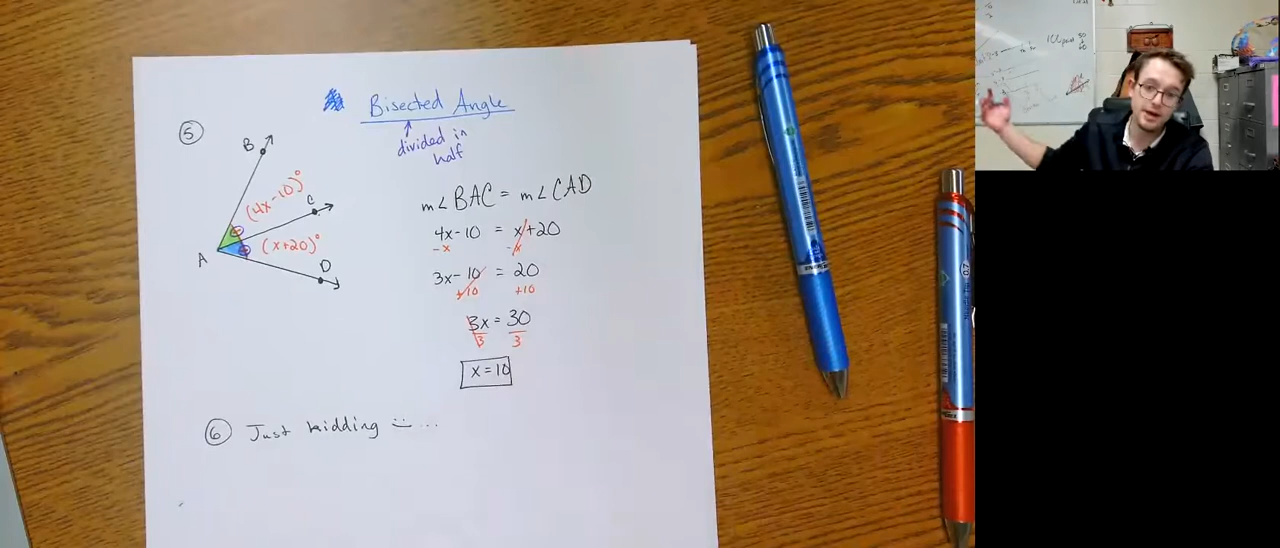 Bisected Angle
divided in
half
5
B
(4x-10)°
C
(x+20)°
A
D
m∠BAC = m∠CAD
4x-10 = x+20
-x -x
3x-10 = 20
+10 +10
3x = 30
3 3
x = 10
6 Just kidding :) ...